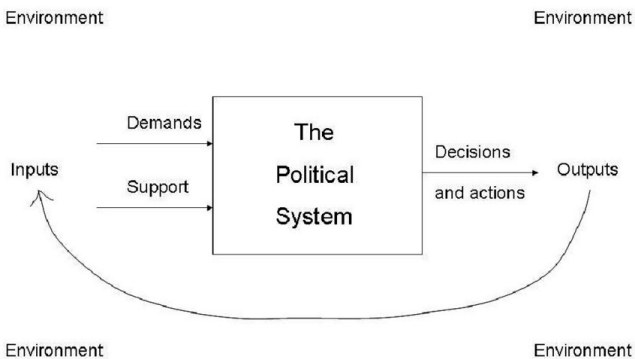 Environment
Environment
Demands
The
Political
System
Decisions
and actions
Inputs
Outputs
Support
Environment
Environment